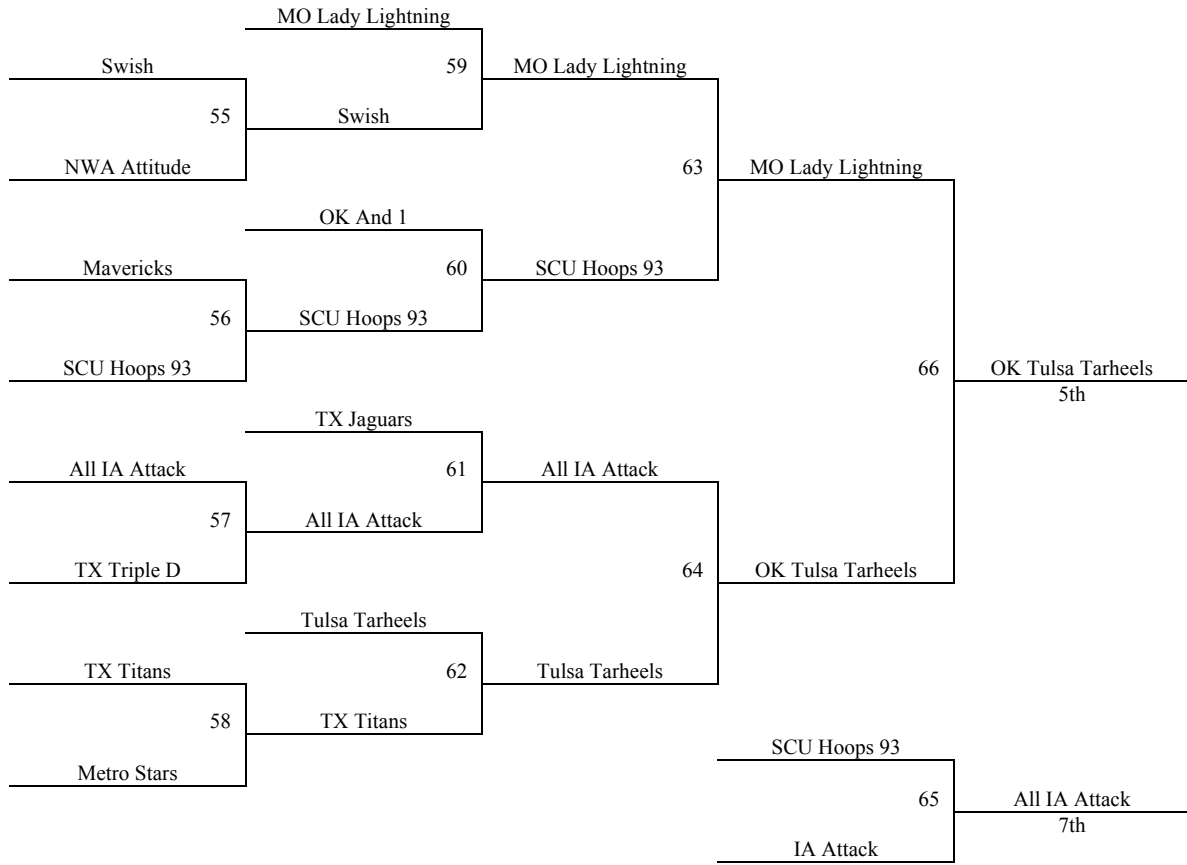 MO Lady Lightning
Swish
59
MO Lady Lightning
55
Swish
NWA Attitude
63
MO Lady Lightning
OK And 1
Mavericks
60
SCU Hoops 93
56
SCU Hoops 93
SCU Hoops 93
66
OK Tulsa Tarheels
5th
TX Jaguars
All IA Attack
61
All IA Attack
57
All IA Attack
TX Triple D
64
OK Tulsa Tarheels
Tulsa Tarheels
TX Titans
62
Tulsa Tarheels
58
TX Titans
SCU Hoops 93
Metro Stars
65
All IA Attack
7th
IA Attack